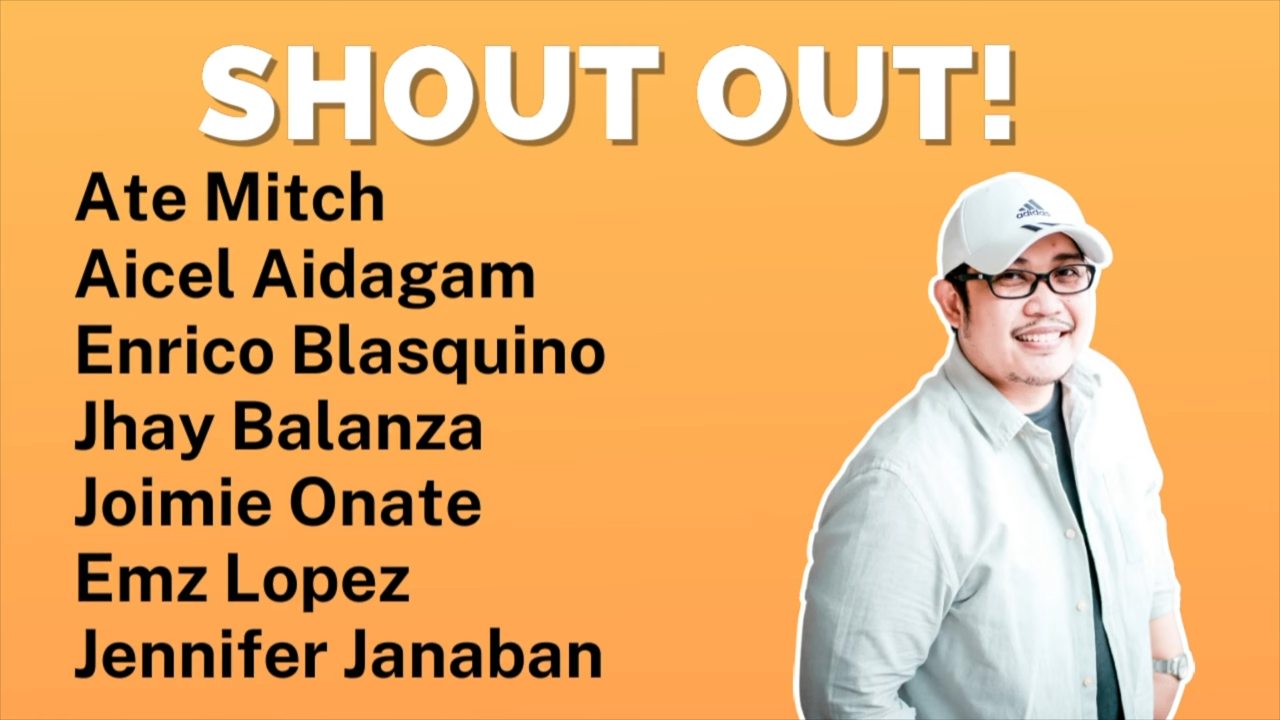 SHOUT OUT!
Ate Mitch
Aicel Aidagam
Enrico Blasquino
Jhay Balanza
Joimie Onate
Emz Lopez
Jennifer Janaban
adidas